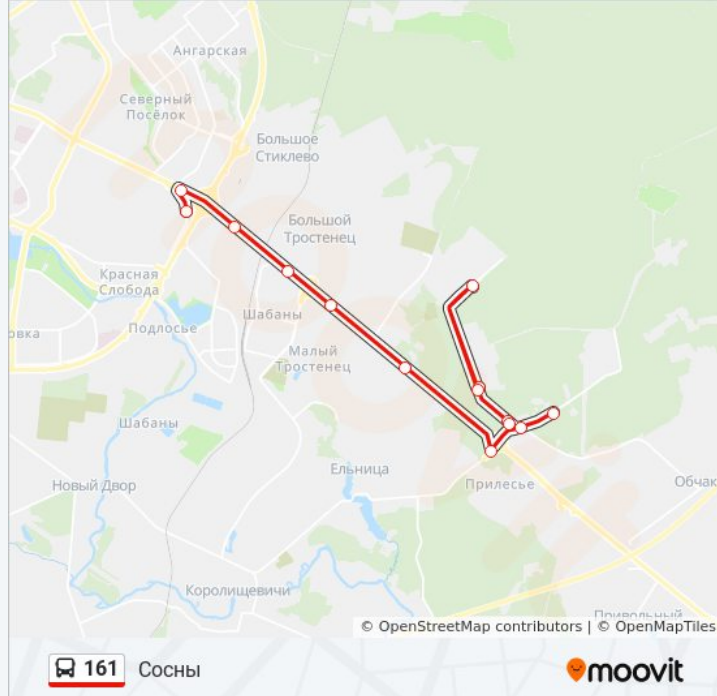 Ангарская
Северный
Посёлок
Большое
Стиклево
Большой
Тростенец
Красная
Слобода
овка
Подлосье
Шабаны
Малый
Тростенец
Шабаны
Ельница
Новый Двор
Прилесье
Обчак
Королищевичи
Привольный
© OpenStreetMap contributors | © OpenMapTiles
161 Сосны
moovit